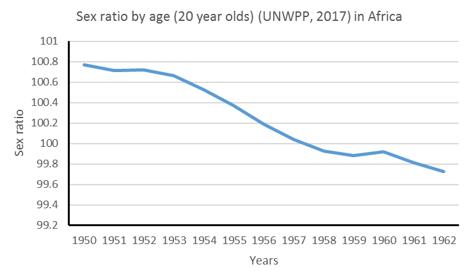 Sex ratio by age (20 year olds) (UNWPP, 2017) in Africa
101
100.8
100.6
100.4
100.2
100
99.8
99.6
99.4
99.2
Sex ratio
1950 1951 1952 1953 1954 1955 1956 1957 1958 1959 1960 1961 1962
Years